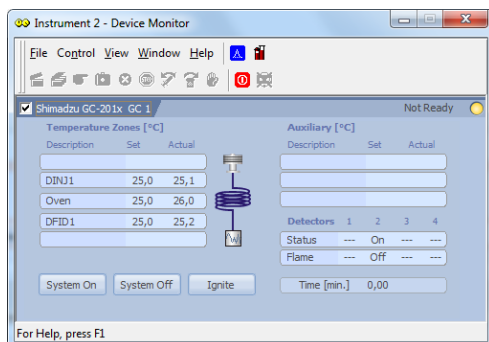 Instrument 2 - Device Monitor
File Control View Window Help
Shimadzu GC-201x GC 1 Not Ready
Temperature Zones [°C] Auxiliary [°C]
Description Set Actual Description Set Actual
DINJ1 25,0 25,1
Oven 25,0 26,0
DFID1 25,0 25,2 Detectors 1 2 3 4
Status --- On --- ---
Flame --- Off --- ---
System On System Off Ignite Time [min.] 0,00
For Help, press F1